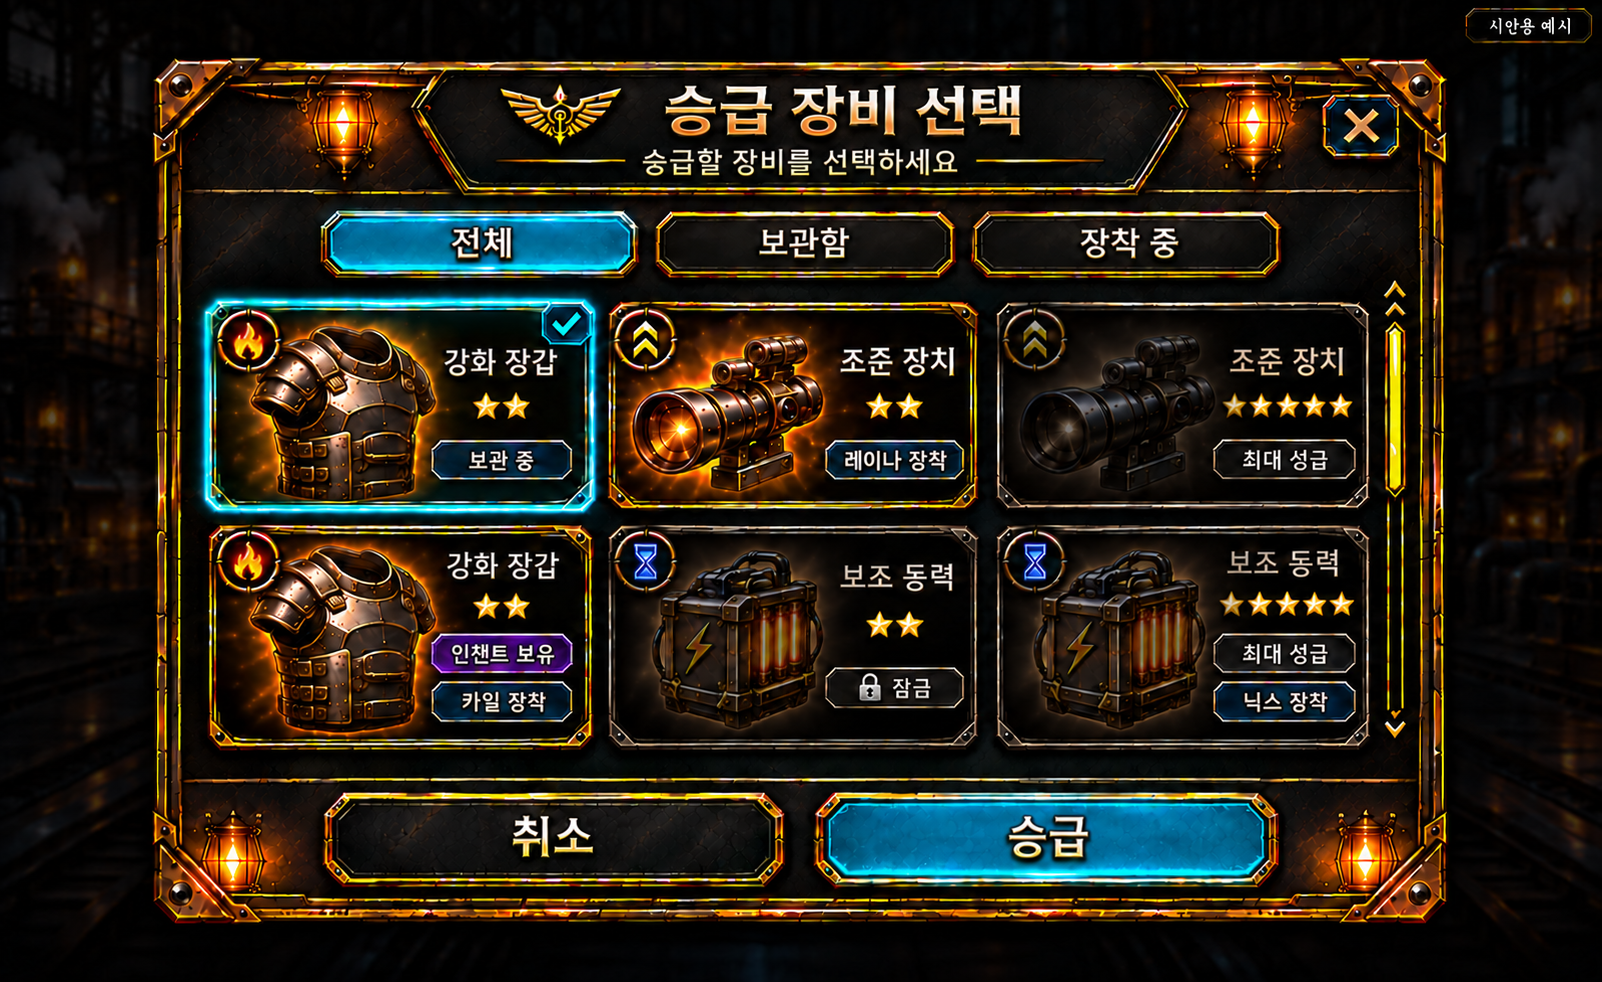 시안용 예시
승급 장비 선택
숭급할 장비를 선택하세요
전체
보관함
장착 중
강화 장갑
보관 중
조준 장치
레이나 장착
조준 장치
최대 성급
강화 장갑
인챈트 보유
카일 장착
보조 동력
잠금
보조 동력
최대 성급
닉스 장착
취소
승급